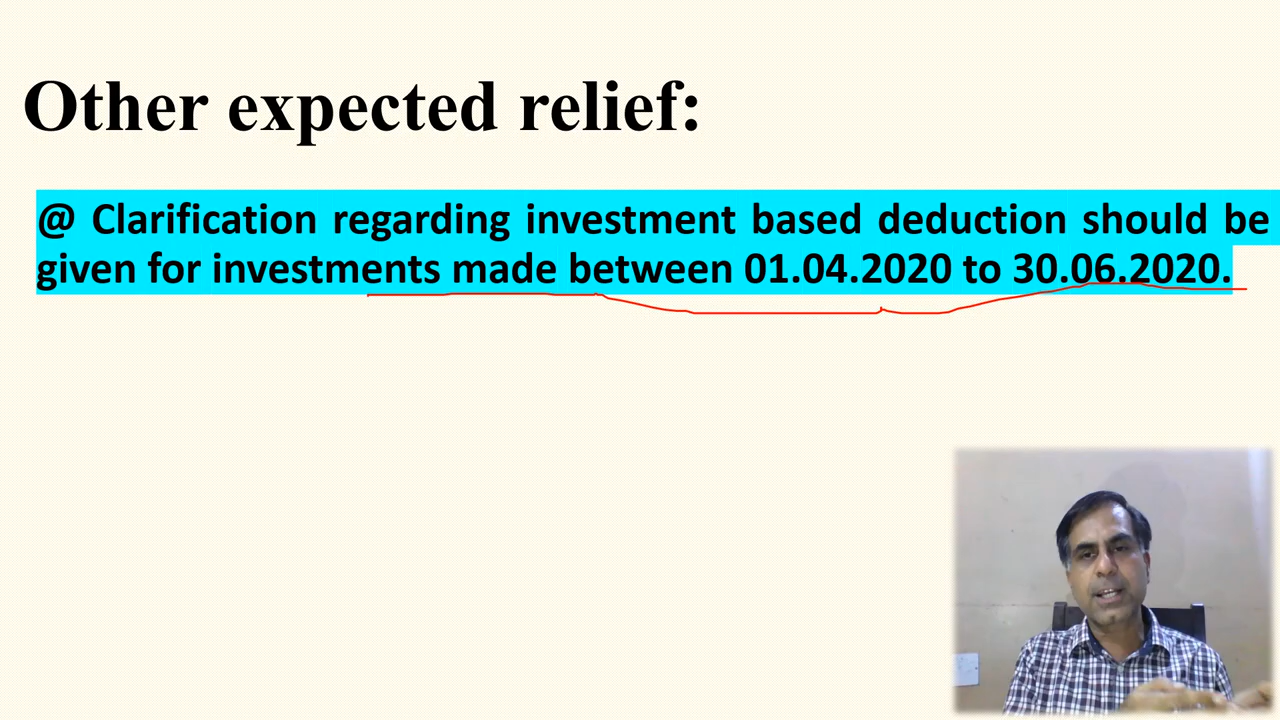 Other expected relief:
@ Clarification regarding investment based deduction should be
given for investments made between 01.04.2020 to 30.06.2020.